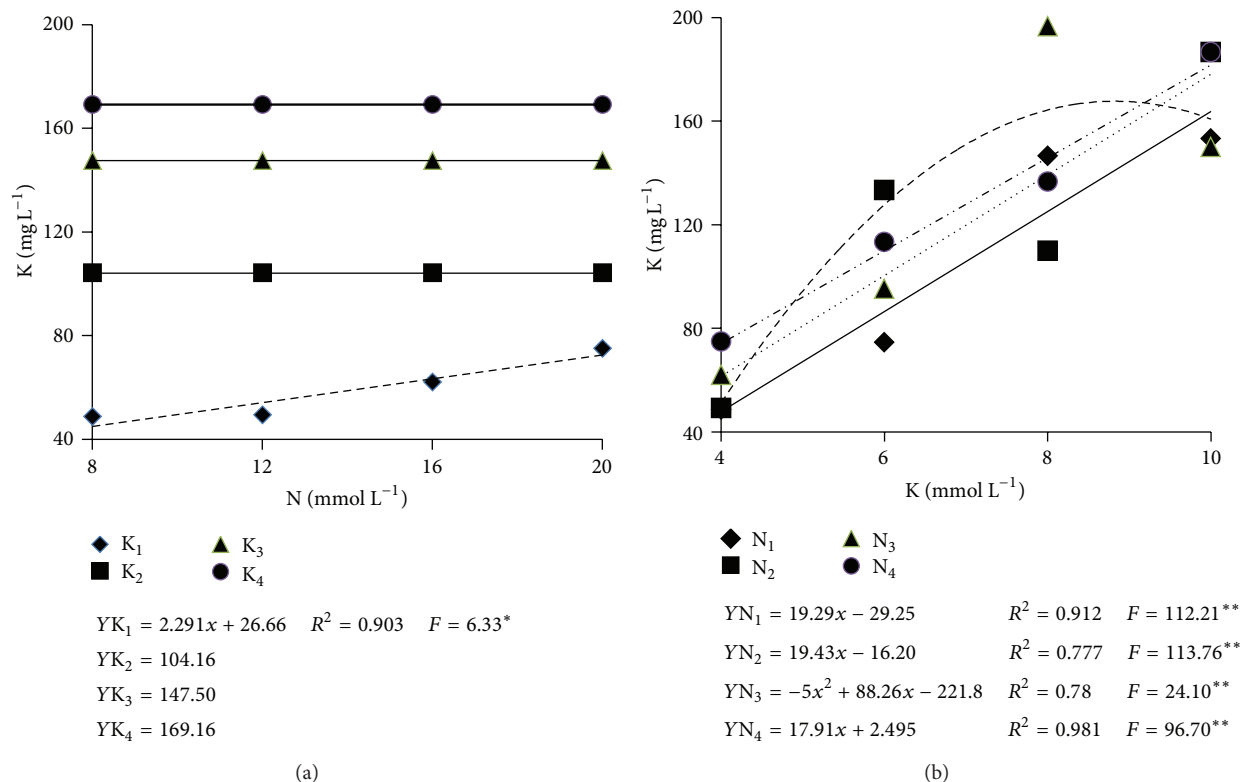 200
160
120
80
40
K (mg L⁻¹)
8 12 16 20
N (mmol L⁻¹)
K₁ K₃
K₂ K₄
YK₁ = 2.291x + 26.66 R² = 0.903 F = 6.33*
YK₂ = 104.16
YK₃ = 147.50
YK₄ = 169.16
(a)
200
160
120
80
40
K (mg L⁻¹)
4 6 8 10
K (mmol L⁻¹)
N₁ N₃
N₂ N₄
YN₁ = 19.29x − 29.25 R² = 0.912 F = 112.21**
YN₂ = 19.43x − 16.20 R² = 0.777 F = 113.76**
YN₃ = −5x² + 88.26x − 221.8 R² = 0.78 F = 24.10**
YN₄ = 17.91x + 2.495 R² = 0.981 F = 96.70**
(b)